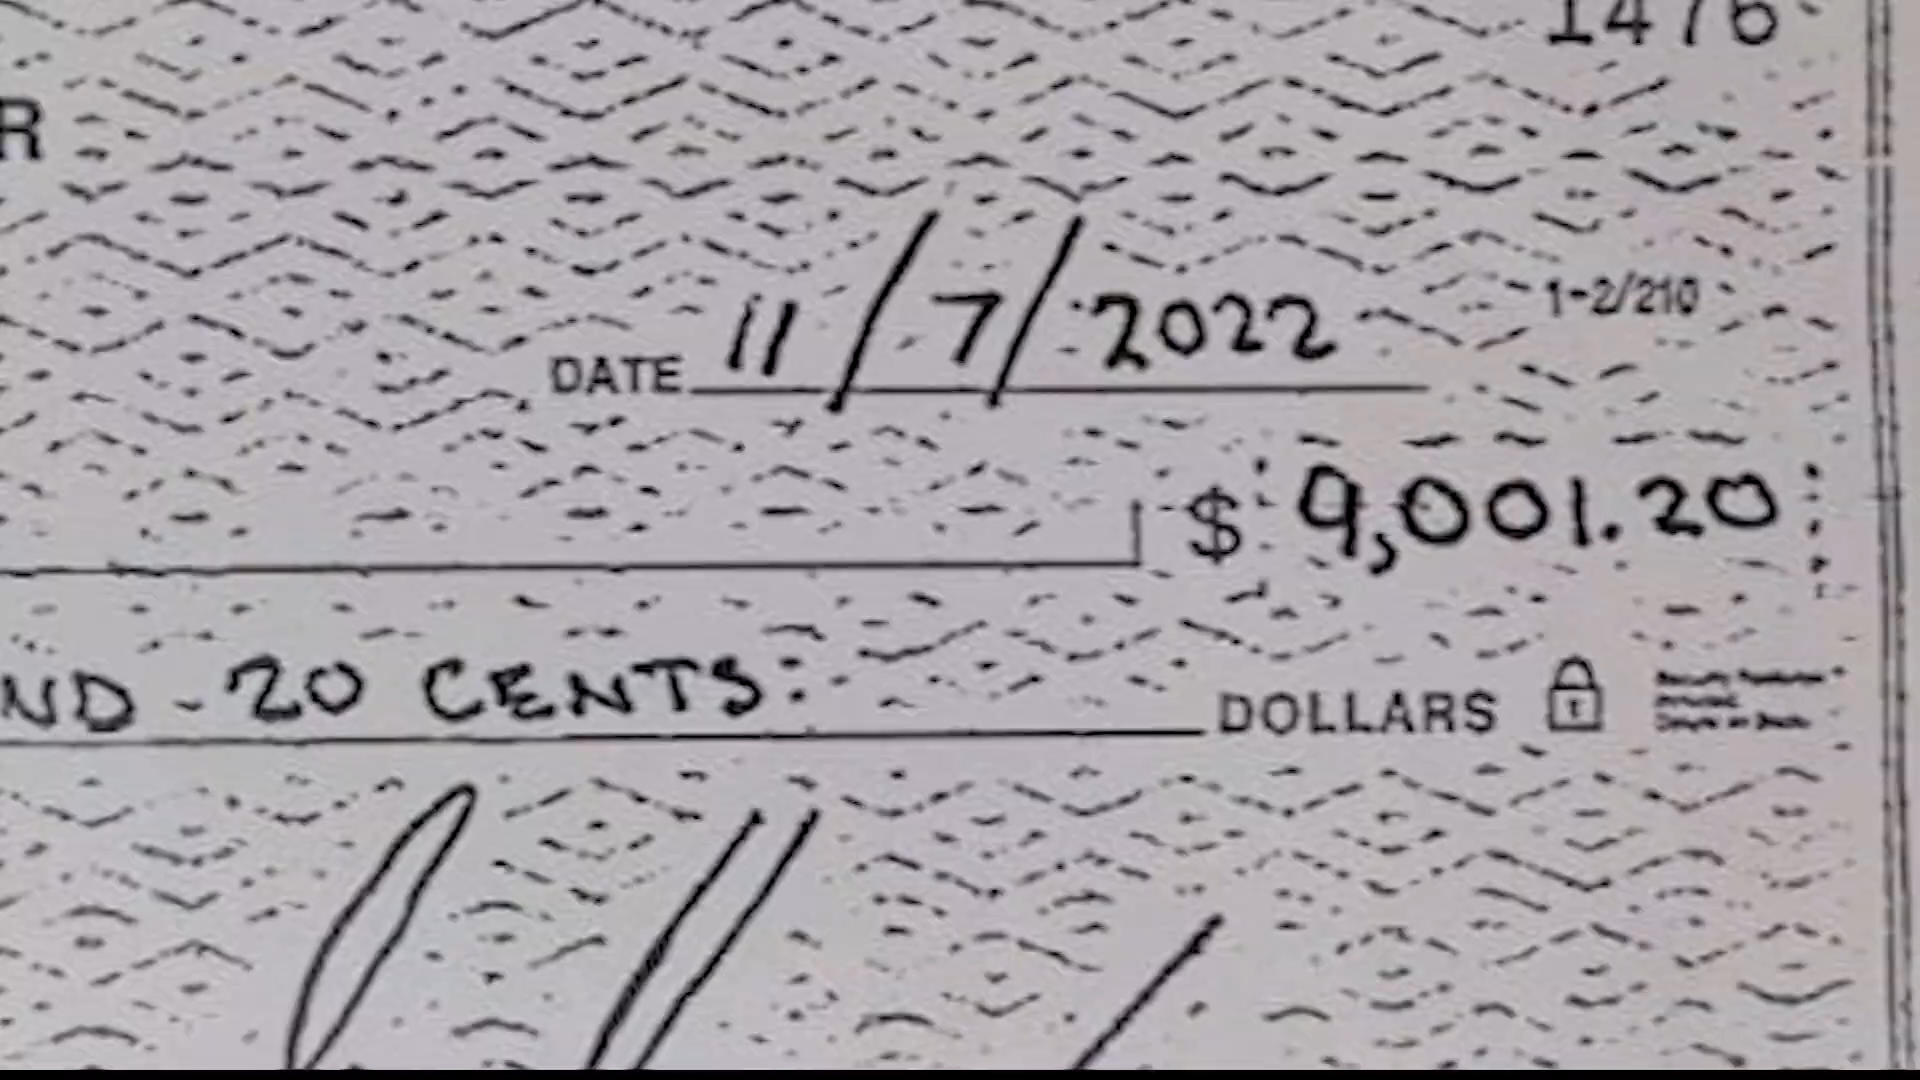 1476
R
DATE 11/7/2022
1-2/210
$ 9,001.20
ND - 20 CENTS
DOLLARS